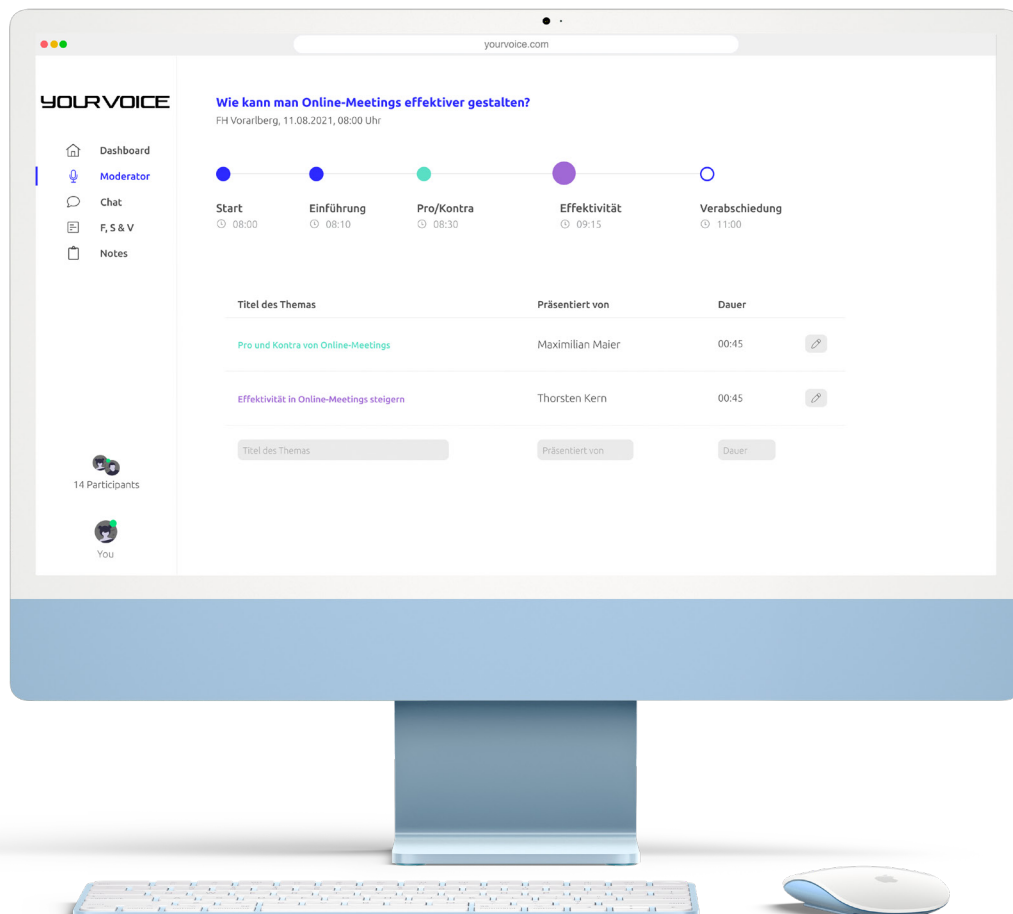 yourvoice.com
YOURVOICE
Dashboard
Moderator
Chat
F, S & V
Notes
14 Participants
You
Wie kann man Online-Meetings effektiver gestalten?
FH Vorarlberg, 11.08.2021, 08:00 Uhr
Start
08:00
Einführung
08:10
Pro/Kontra
08:30
Effektivität
09:15
Verabschiedung
11:00
Titel des Themas Präsentiert von Dauer
Pro und Kontra von Online-Meetings Maximilian Maier 00:45
Effektivität in Online-Meetings steigern Thorsten Kern 00:45
Titel des Themas Präsentiert von Dauer